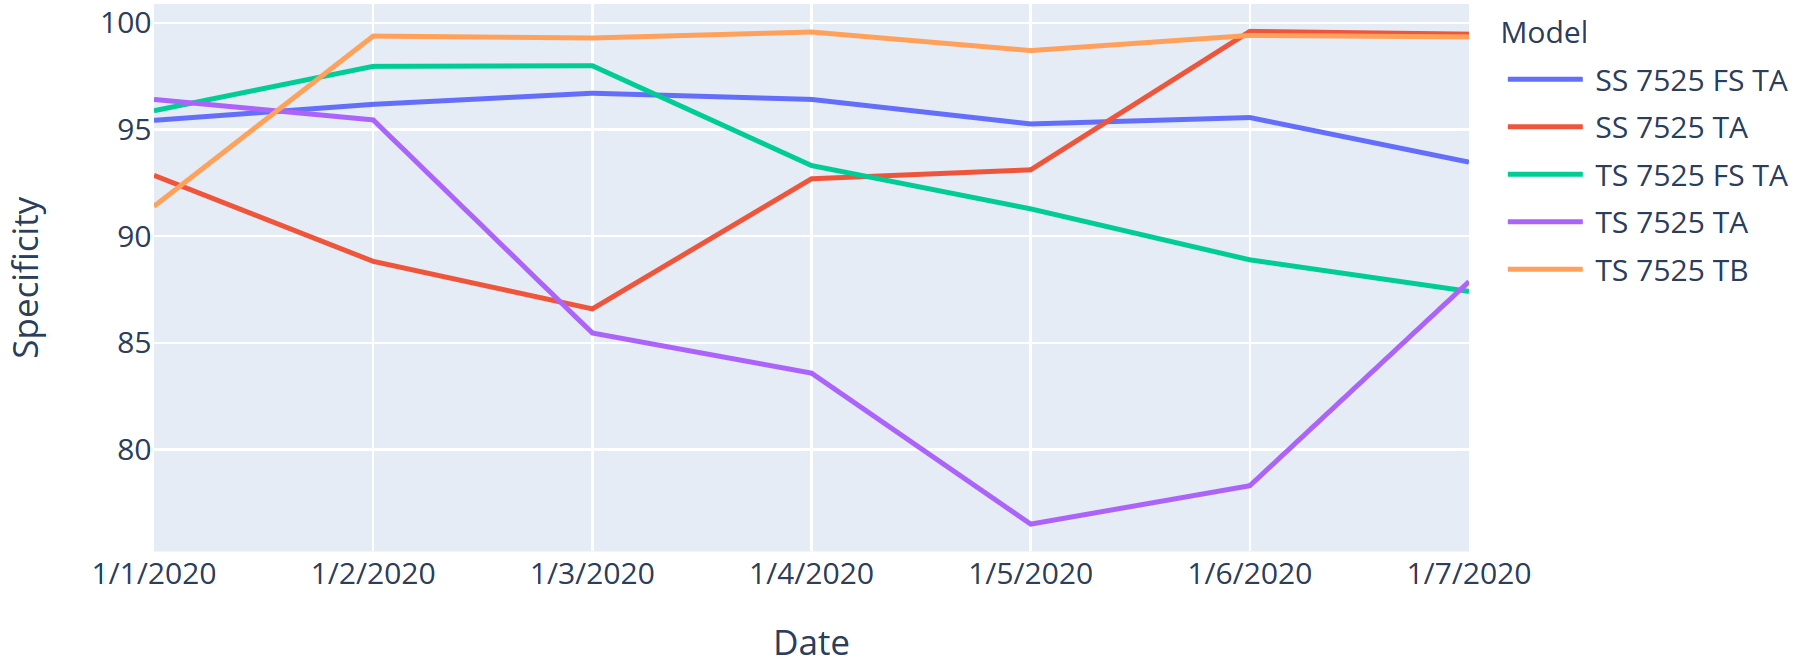 Specificity
100
95
90
85
80
1/1/2020
1/2/2020
1/3/2020
1/4/2020
1/5/2020
1/6/2020
1/7/2020
Date
Model
SS 7525 FS TA
SS 7525 TA
TS 7525 FS TA
TS 7525 TA
TS 7525 TB